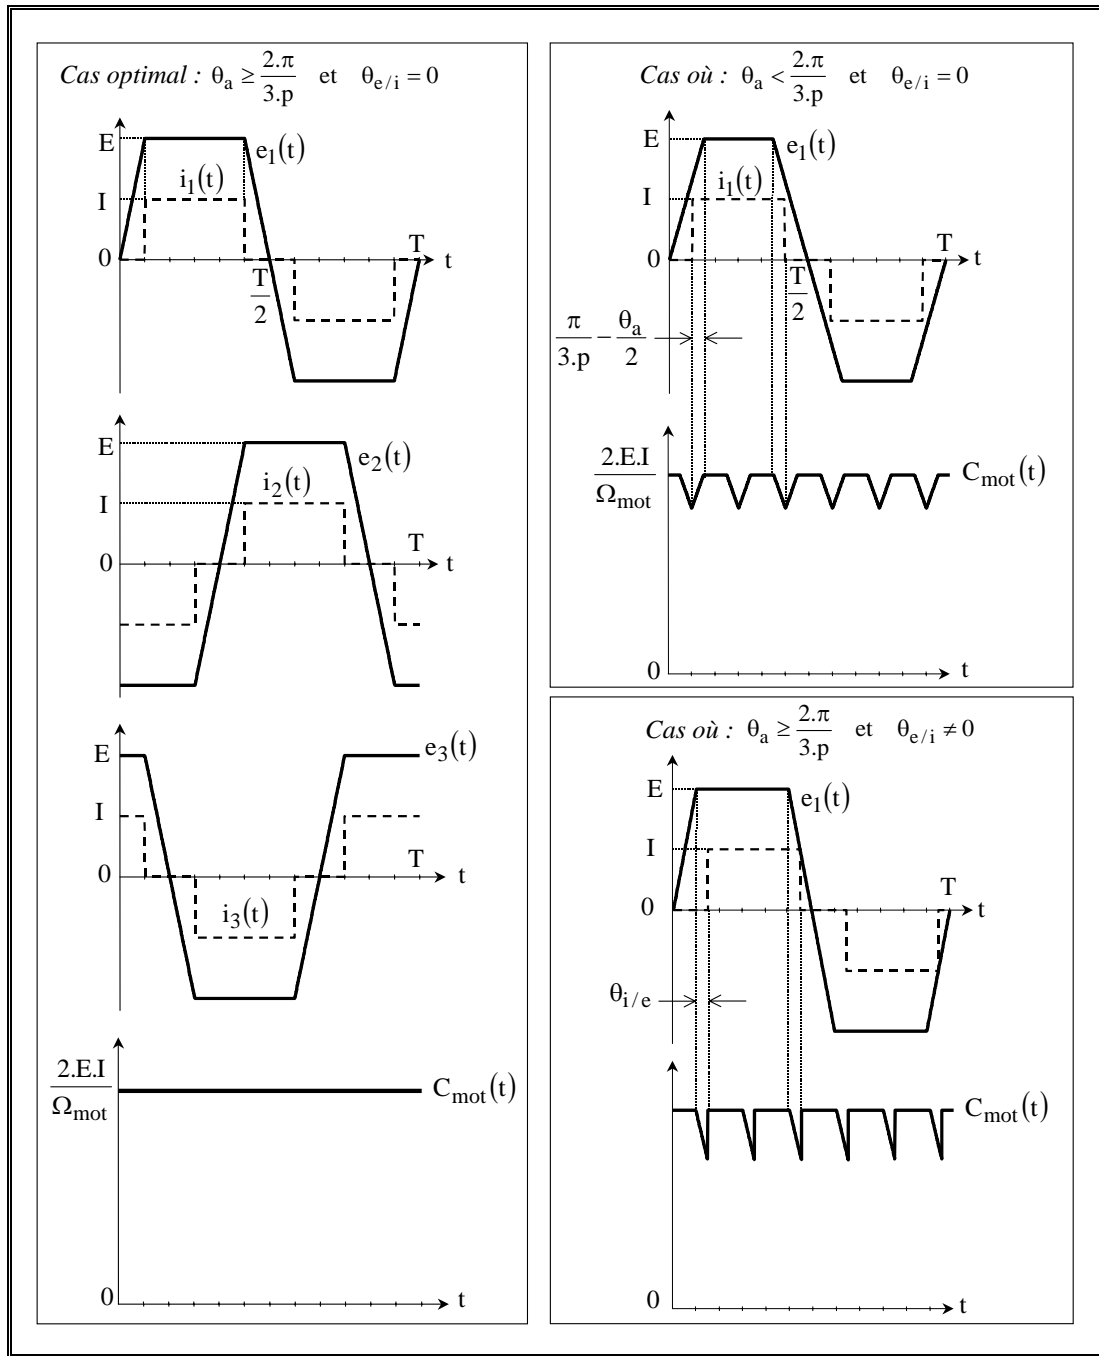 Cas optimal : θa ≥ 2.π/3.p et θe/i = 0
E
e1(t)
I
i1(t)
0
T
t
T/2
E
e2(t)
I
i2(t)
0
T
t
E
e3(t)
I
0
T
t
i3(t)
2.E.I/Ωmot
Cmot(t)
0
t
Cas où : θa < 2.π/3.p et θe/i = 0
E
e1(t)
I
i1(t)
0
T
t
T/2
π/3.p − θa/2
2.E.I/Ωmot
Cmot(t)
0
t
Cas où : θa ≥ 2.π/3.p et θe/i ≠ 0
E
e1(t)
I
0
T
t
θi/e
Cmot(t)
0
t